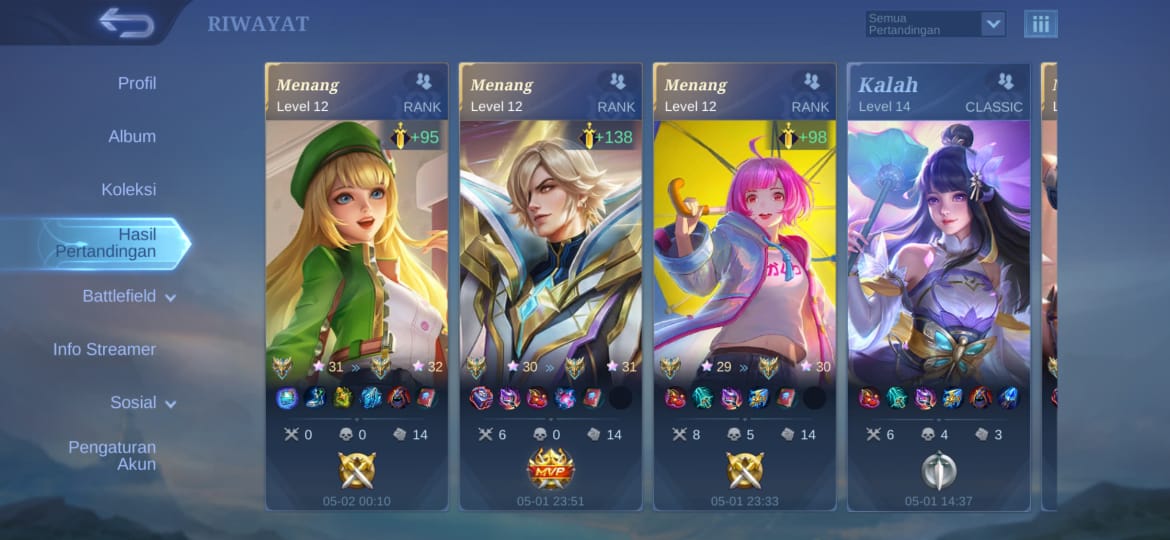 RIWAYAT
Semua
Pertandingan
Profil
Album
Koleksi
Hasil
Pertandingan
Battlefield
Info Streamer
Sosial
Pengaturan
Akun
Menang
Level 12
RANK
+95
31 » 32
0 0 14
05-02 00:10
Menang
Level 12
RANK
+138
30 » 31
6 0 14
MVP
05-01 23:51
Menang
Level 12
RANK
+98
29 » 30
8 5 14
05-01 23:33
Kalah
Level 14
CLASSIC
6 4 3
05-01 14:37